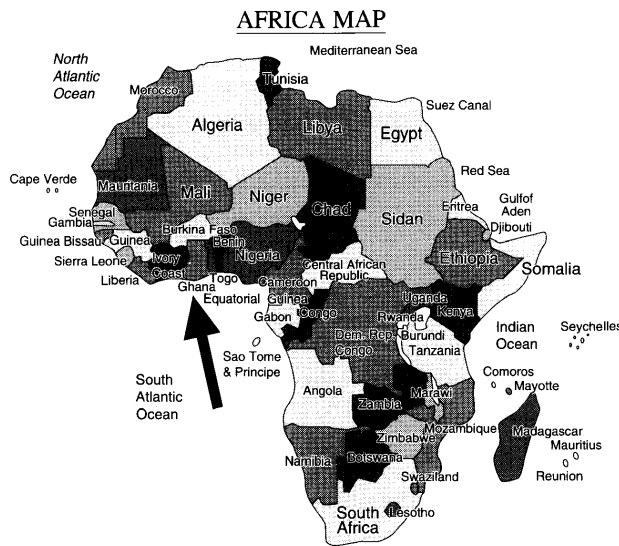 AFRICA MAP
Mediterranean Sea
North
Atlantic
Ocean
Tunisia
Morocco
Suez Canal
Algeria
Libya
Egypt
Red Sea
Cape Verde
Mauritania
Mali
Niger
Chad
Sidan
Eritrea
Gulfof
Aden
Senegal
Gambia
Djibouti
Burkina Faso
Guinea Bissau
Guinea
Benin
Nigeria
Ethiopia
Sierra Leone
Ivory
Coast
Central African
Republic
Somalia
Liberia
Togo
Ghana
Cameroon
Equatorial
Guinea
Uganda
Kenya
Gabon
Congo
Rwanda
Indian
Ocean
Seychelles
Dem. Rep.
Congo
Burundi
Tanzania
Sao Tome
& Principe
South
Atlantic
Ocean
Comoros
Mayotte
Angola
Marawi
Zambia
Mozambique
Madagascar
Zimbabwe
Mauritius
Namibia
Botswana
Swaziland
Reunion
South
Africa
Lesotho